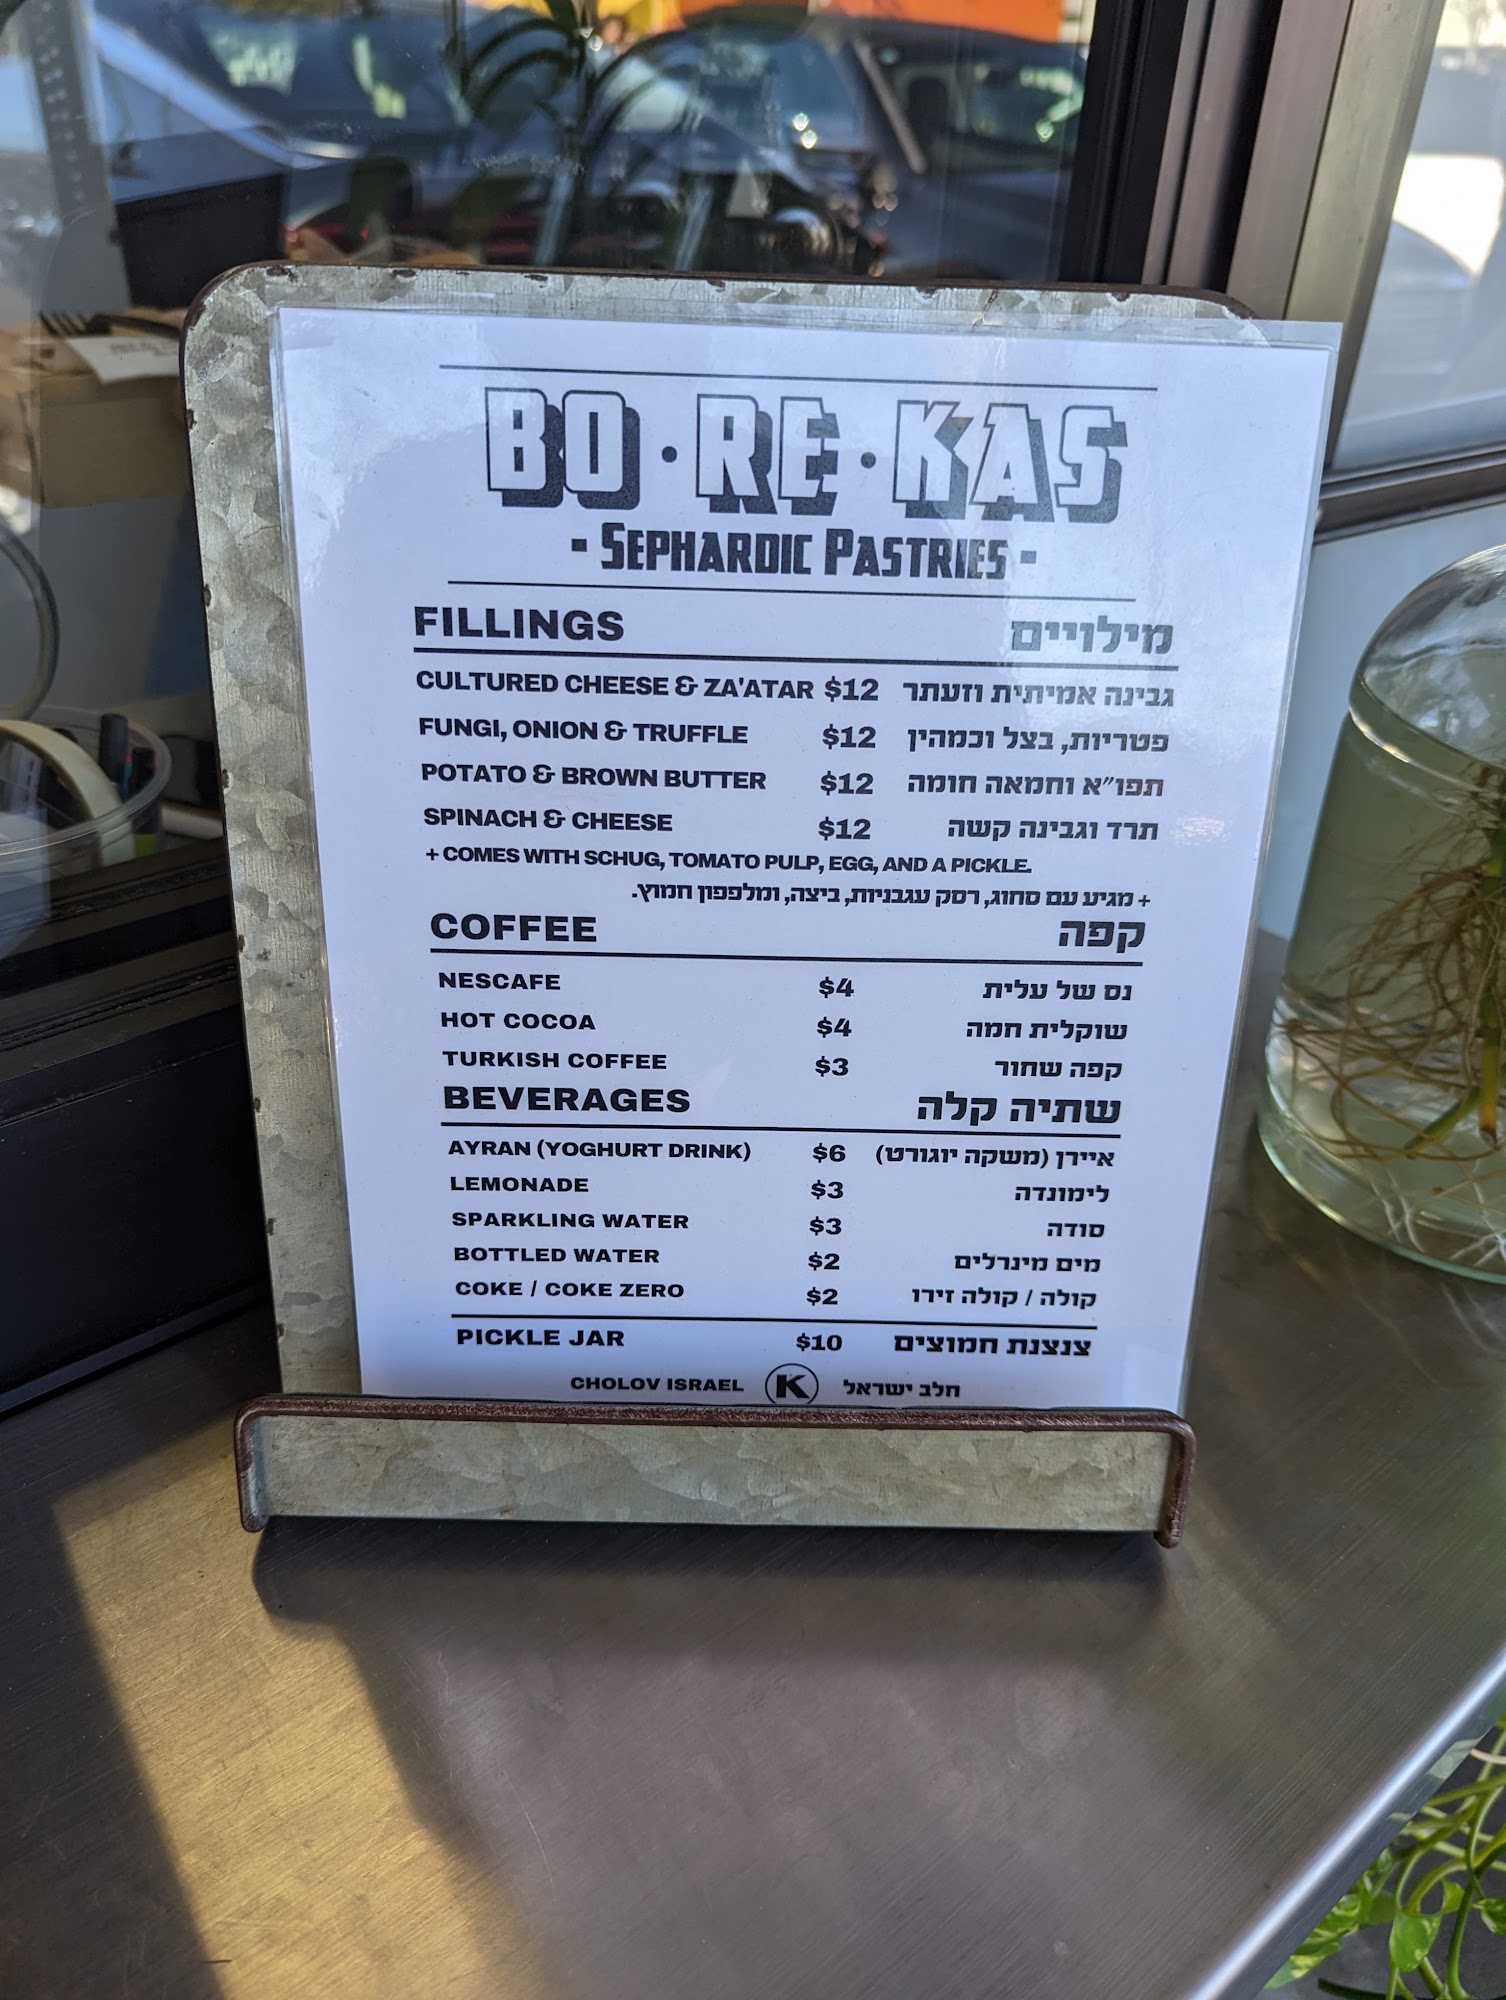 BO·RE·KAS
- SEPHARDIC PASTRIES -
FILLINGS מילויים
CULTURED CHEESE & ZA'ATAR $12 גבינה אמיתית וזעתר
FUNGI, ONION & TRUFFLE $12 פטריות, בצל וכמהין
POTATO & BROWN BUTTER $12 תפו״א וחמאה חומה
SPINACH & CHEESE $12 תרד וגבינה קשה
+ COMES WITH SCHUG, TOMATO PULP, EGG, AND A PICKLE.
+ מגיע עם סחוג, רסק עגבניות, ביצה, ומלפפון חמוץ.
COFFEE קפה
NESCAFE $4 נס של עלית
HOT COCOA $4 שוקלית חמה
TURKISH COFFEE $3 קפה שחור
BEVERAGES שתיה קלה
AYRAN (YOGHURT DRINK) $6 איירן (משקה יוגורט)
LEMONADE $3 לימונדה
SPARKLING WATER $3 סודה
BOTTLED WATER $2 מים מינרלים
COKE / COKE ZERO $2 קולה / קולה זירו
PICKLE JAR $10 צנצנת חמוצים
CHOLOV ISRAEL K חלב ישראל